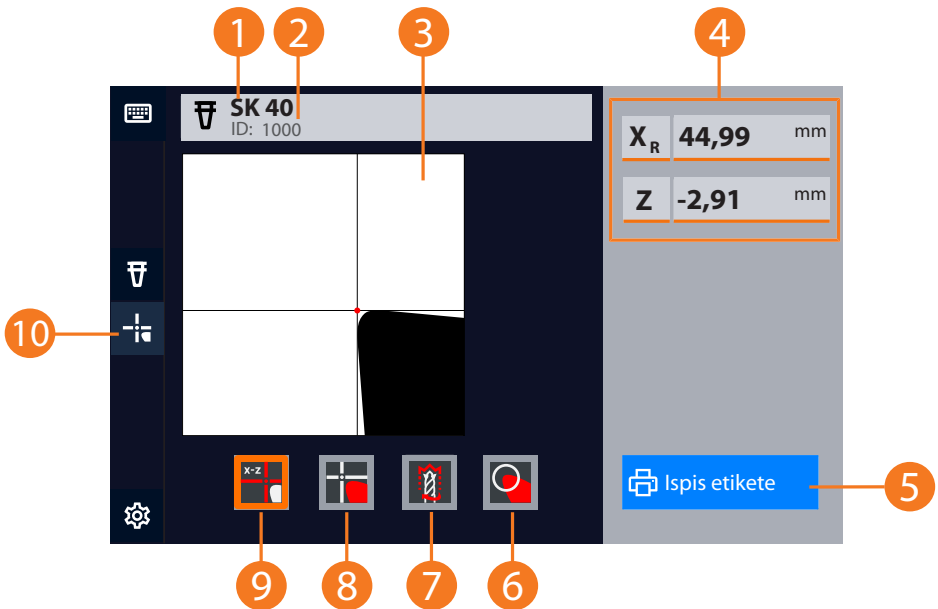 1 2 3 4
SK 40
ID: 1000
X R 44,99 mm
Z -2,91 mm
10
x-z
Ispis etikete
5
9 8 7 6